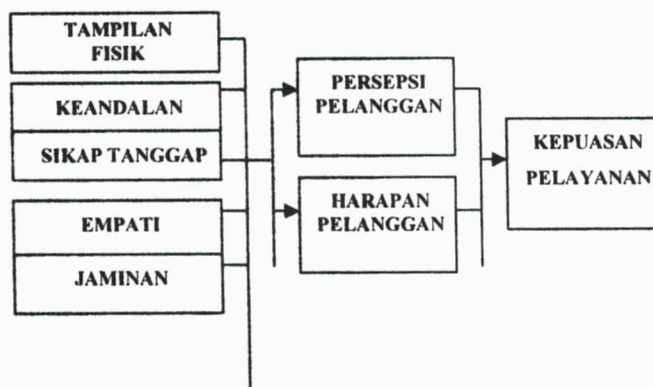 TAMPILAN
FISIK
KEANDALAN
SIKAP TANGGAP
EMPATI
JAMINAN
PERSEPSI
PELANGGAN
HARAPAN
PELANGGAN
KEPUASAN
PELAYANAN